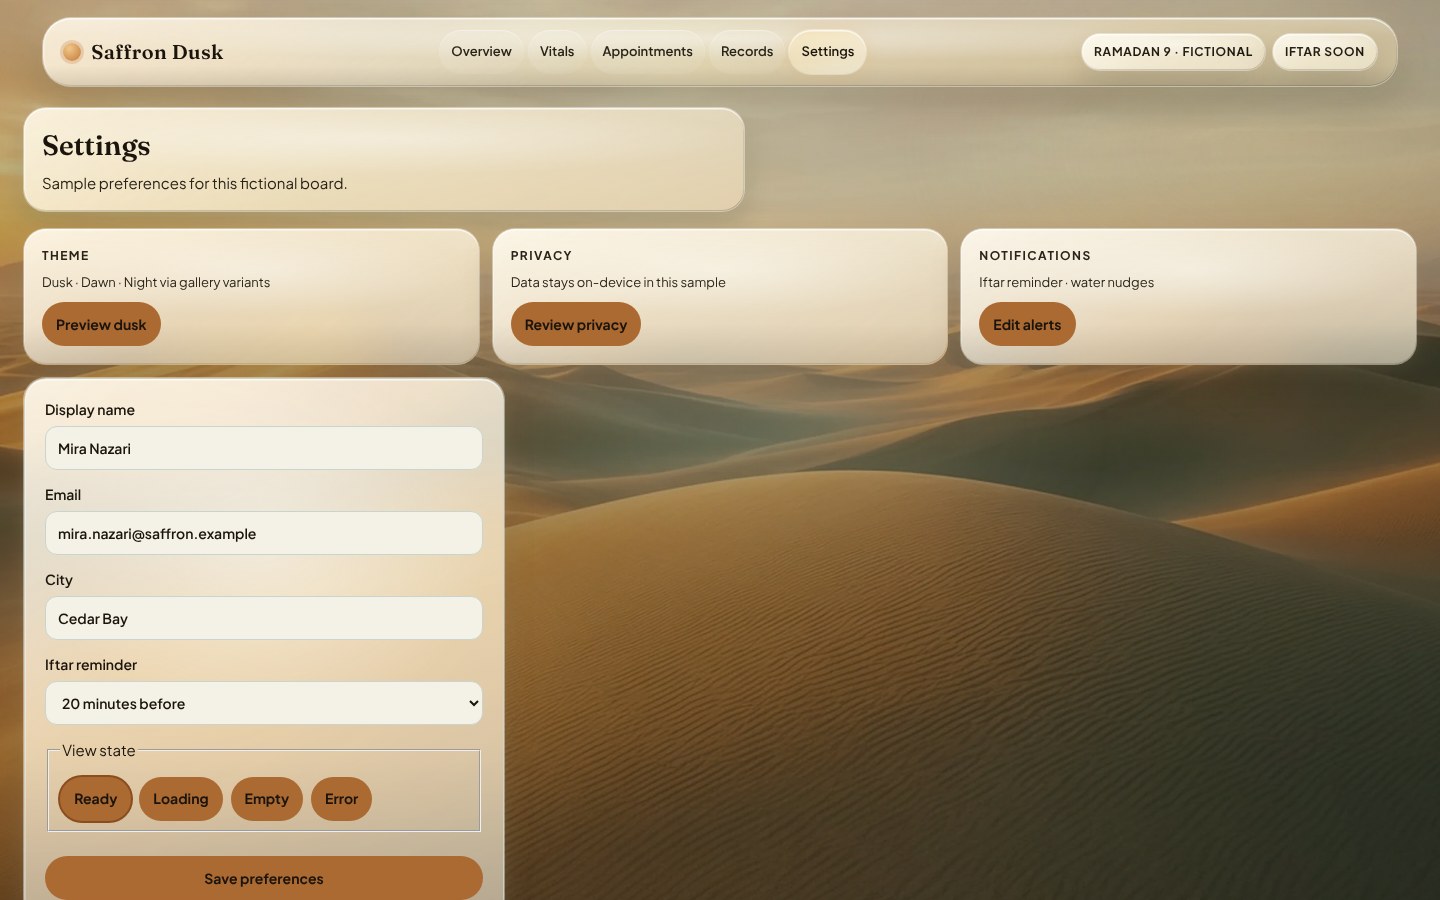 Saffron Dusk
Overview
Vitals
Appointments
Records
Settings
RAMADAN 9 · FICTIONAL
IFTAR SOON
Settings
Sample preferences for this fictional board.
THEME
Dusk · Dawn · Night via gallery variants
Preview dusk
PRIVACY
Data stays on-device in this sample
Review privacy
NOTIFICATIONS
Iftar reminder · water nudges
Edit alerts
Display name
Mira Nazari
Email
mira.nazari@saffron.example
City
Cedar Bay
Iftar reminder
20 minutes before
View state
Ready
Loading
Empty
Error
Save preferences